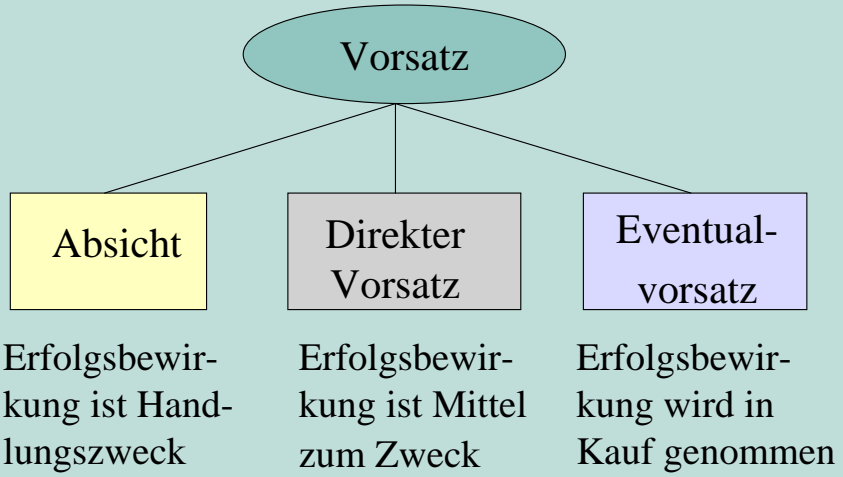 Vorsatz
Absicht
Direkter
Vorsatz
Eventual-
vorsatz
Erfolgsbewir-
kung ist Hand-
lungszweck
Erfolgsbewir-
kung ist Mittel
zum Zweck
Erfolgsbewir-
kung wird in
Kauf genommen